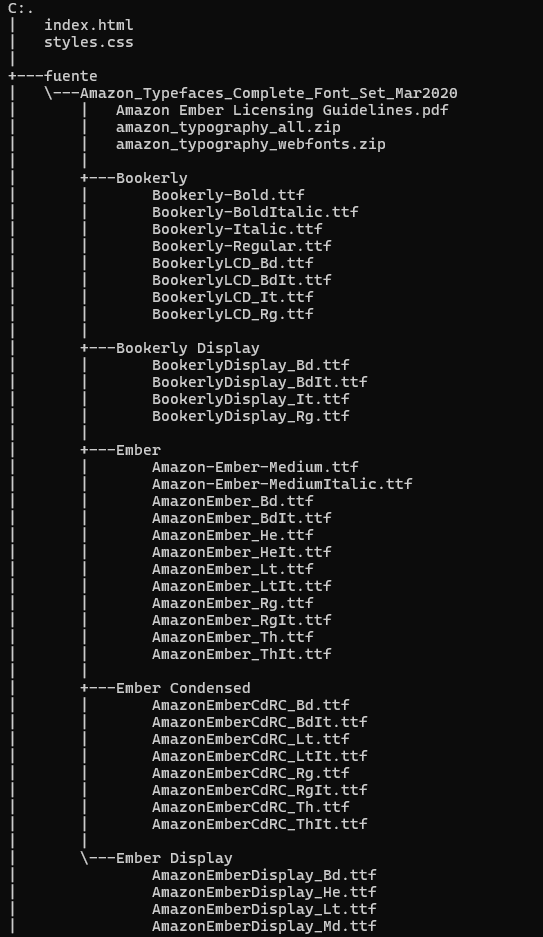 C:.
|   index.html
|   styles.css
|
+---fuente
|   \---Amazon_Typefaces_Complete_Font_Set_Mar2020
|       |   Amazon Ember Licensing Guidelines.pdf
|       |   amazon_typography_all.zip
|       |   amazon_typography_webfonts.zip
|       |
|       +---Bookerly
|       |       Bookerly-Bold.ttf
|       |       Bookerly-BoldItalic.ttf
|       |       Bookerly-Italic.ttf
|       |       Bookerly-Regular.ttf
|       |       BookerlyLCD_Bd.ttf
|       |       BookerlyLCD_BdIt.ttf
|       |       BookerlyLCD_It.ttf
|       |       BookerlyLCD_Rg.ttf
|       |
|       +---Bookerly Display
|       |       BookerlyDisplay_Bd.ttf
|       |       BookerlyDisplay_BdIt.ttf
|       |       BookerlyDisplay_It.ttf
|       |       BookerlyDisplay_Rg.ttf
|       |
|       +---Ember
|       |       Amazon-Ember-Medium.ttf
|       |       Amazon-Ember-MediumItalic.ttf
|       |       AmazonEmber_Bd.ttf
|       |       AmazonEmber_BdIt.ttf
|       |       AmazonEmber_He.ttf
|       |       AmazonEmber_HeIt.ttf
|       |       AmazonEmber_Lt.ttf
|       |       AmazonEmber_LtIt.ttf
|       |       AmazonEmber_Rg.ttf
|       |       AmazonEmber_RgIt.ttf
|       |       AmazonEmber_Th.ttf
|       |       AmazonEmber_ThIt.ttf
|       |
|       +---Ember Condensed
|       |       AmazonEmberCdRC_Bd.ttf
|       |       AmazonEmberCdRC_BdIt.ttf
|       |       AmazonEmberCdRC_Lt.ttf
|       |       AmazonEmberCdRC_LtIt.ttf
|       |       AmazonEmberCdRC_Rg.ttf
|       |       AmazonEmberCdRC_RgIt.ttf
|       |       AmazonEmberCdRC_Th.ttf
|       |       AmazonEmberCdRC_ThIt.ttf
|       |
|       \---Ember Display
|               AmazonEmberDisplay_Bd.ttf
|               AmazonEmberDisplay_He.ttf
|               AmazonEmberDisplay_Lt.ttf
|               AmazonEmberDisplay_Md.ttf